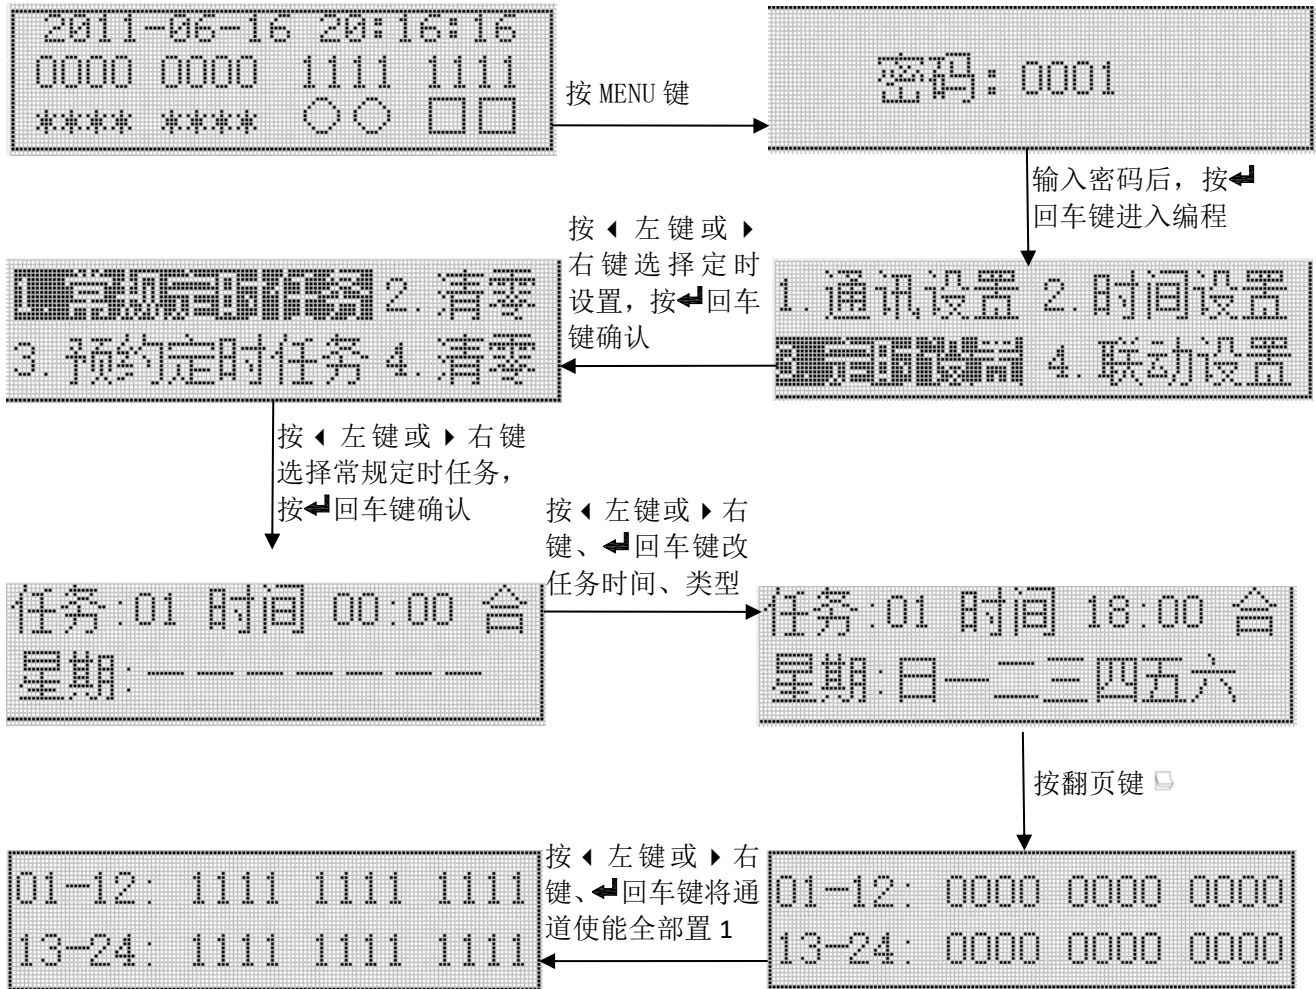 2011-06-16 20:16:16
0000 0000 1111 1111
**** **** ○○ □□
按 MENU 键
密码: 0001
输入密码后，按
回车键进入编程
1.通讯设置 2.时间设置
3.定时设置 4.联动设置
按 左键或
右键选择定时
设置，按回车
键确认
1.常规定时任务 2.清零
3.预约定时任务 4.清零
按 左键或 右键
选择常规定时任务，
按回车键确认
任务:01 时间 00:00 合
星期:— — — — — — —
按 左键或 右
键、回车键改
任务时间、类型
任务:01 时间 18:00 合
星期:日一二三四五六
按翻页键
01-12: 0000 0000 0000
13-24: 0000 0000 0000
按 左键或 右
键、回车键将通
道使能全部置 1
01-12: 1111 1111 1111
13-24: 1111 1111 1111